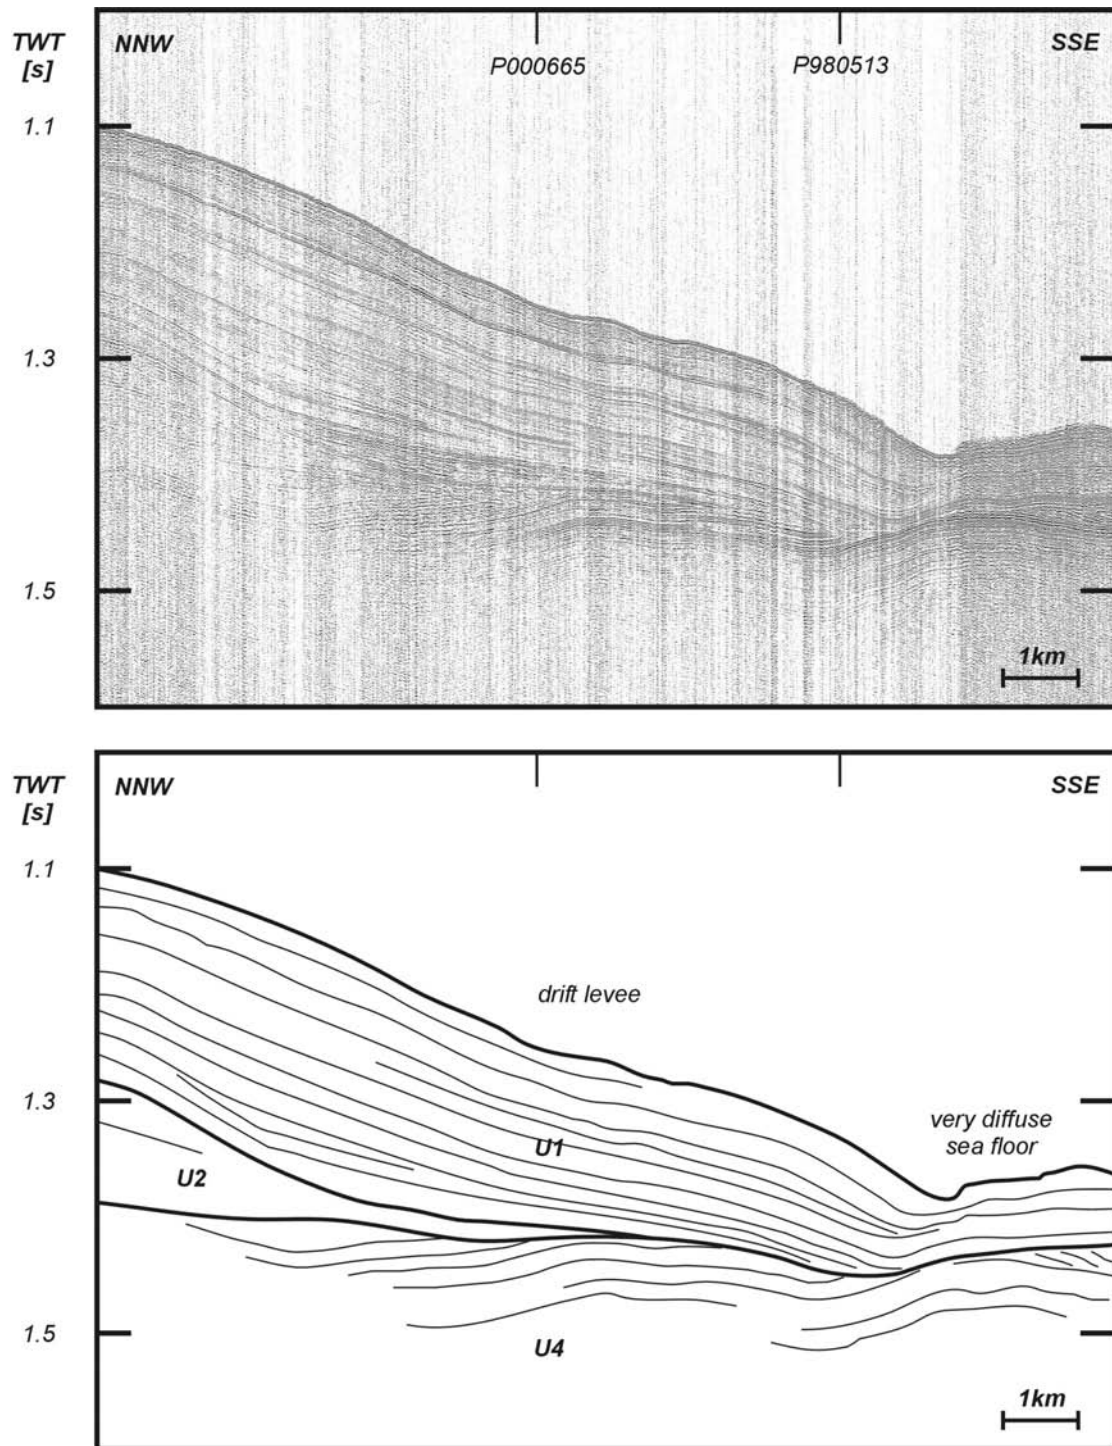 TWT
[s]
NNW
SSE
P000665
P980513
1.1
1.3
1.5
1km
TWT
[s]
NNW
SSE
1.1
drift levee
1.3
very diffuse
sea floor
U1
U2
1.5
U4
1km